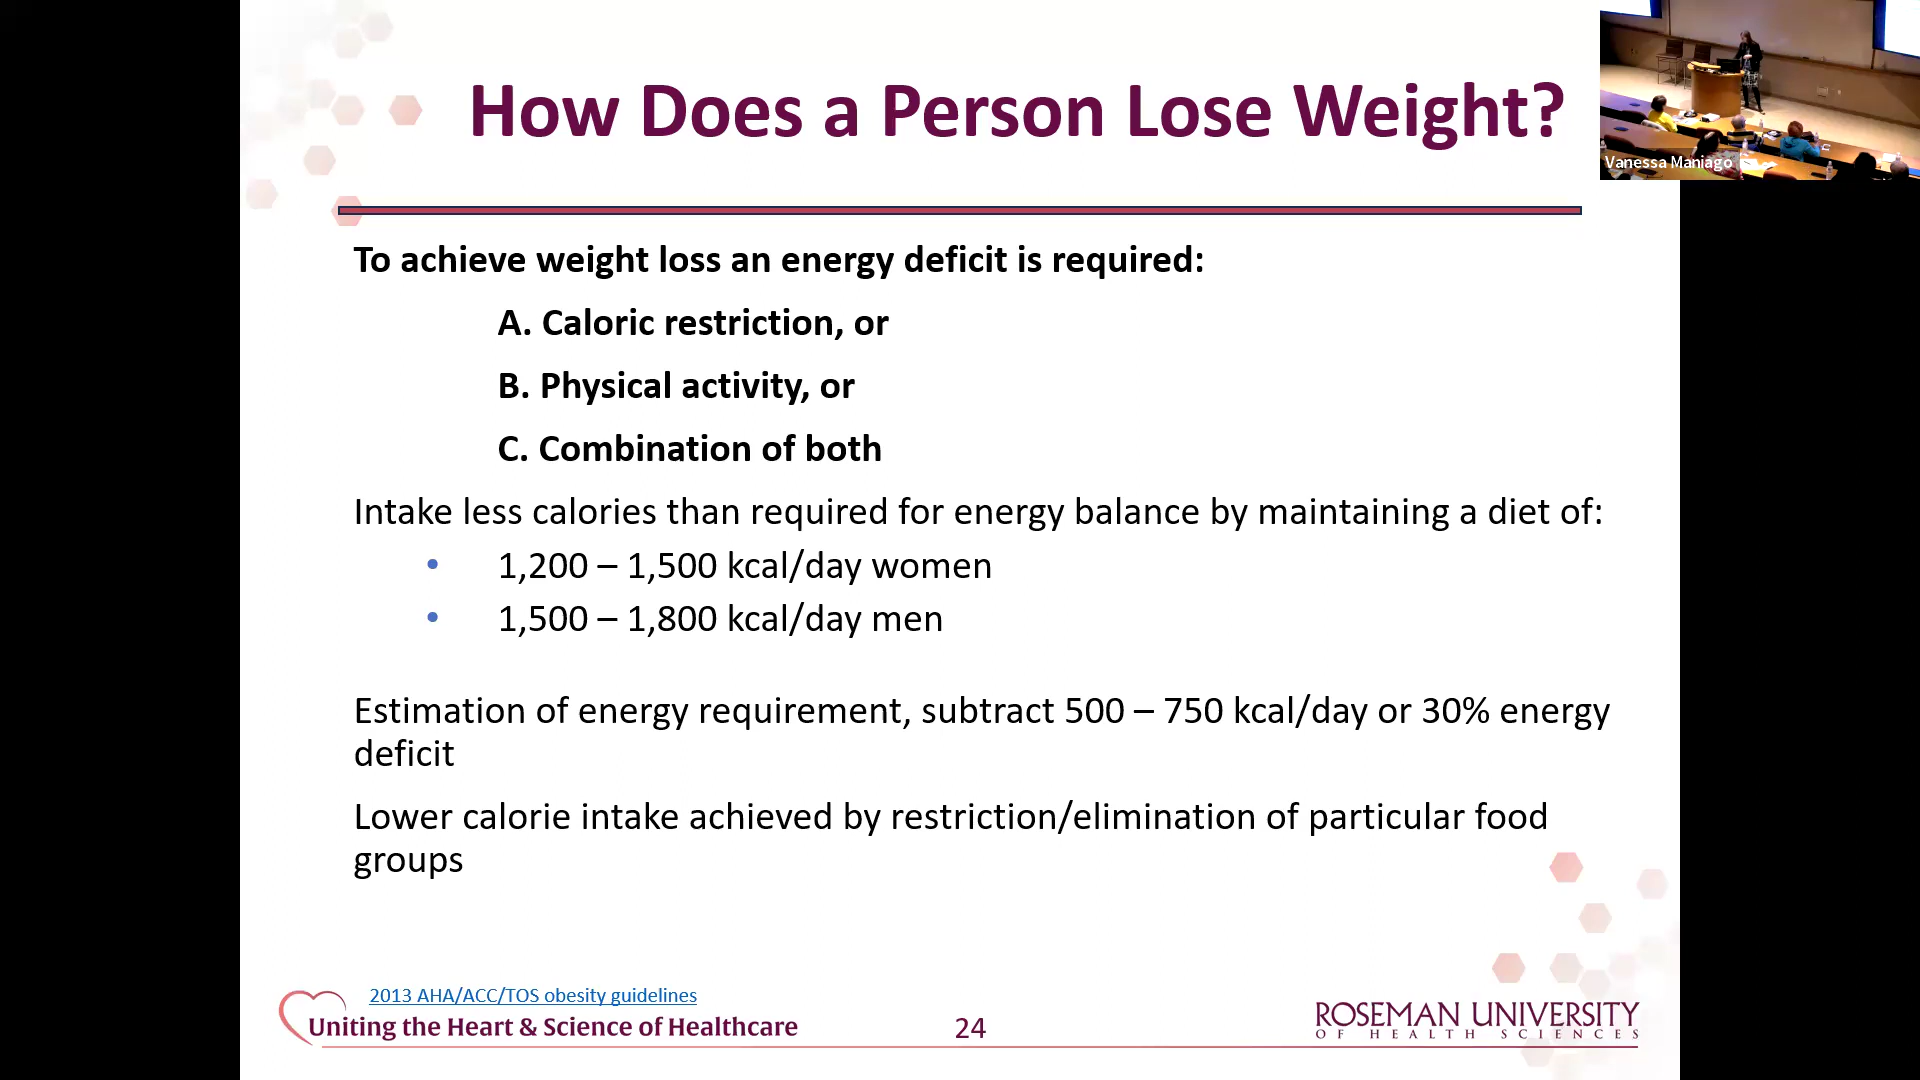 How Does a Person Lose Weight?
Vanessa Maniago
To achieve weight loss an energy deficit is required:
A. Caloric restriction, or
B. Physical activity, or
C. Combination of both
Intake less calories than required for energy balance by maintaining a diet of:
• 1,200 – 1,500 kcal/day women
• 1,500 – 1,800 kcal/day men
Estimation of energy requirement, subtract 500 – 750 kcal/day or 30% energy
deficit
Lower calorie intake achieved by restriction/elimination of particular food
groups
2013 AHA/ACC/TOS obesity guidelines
Uniting the Heart & Science of Healthcare
24
ROSEMAN UNIVERSITY
OF HEALTH SCIENCES